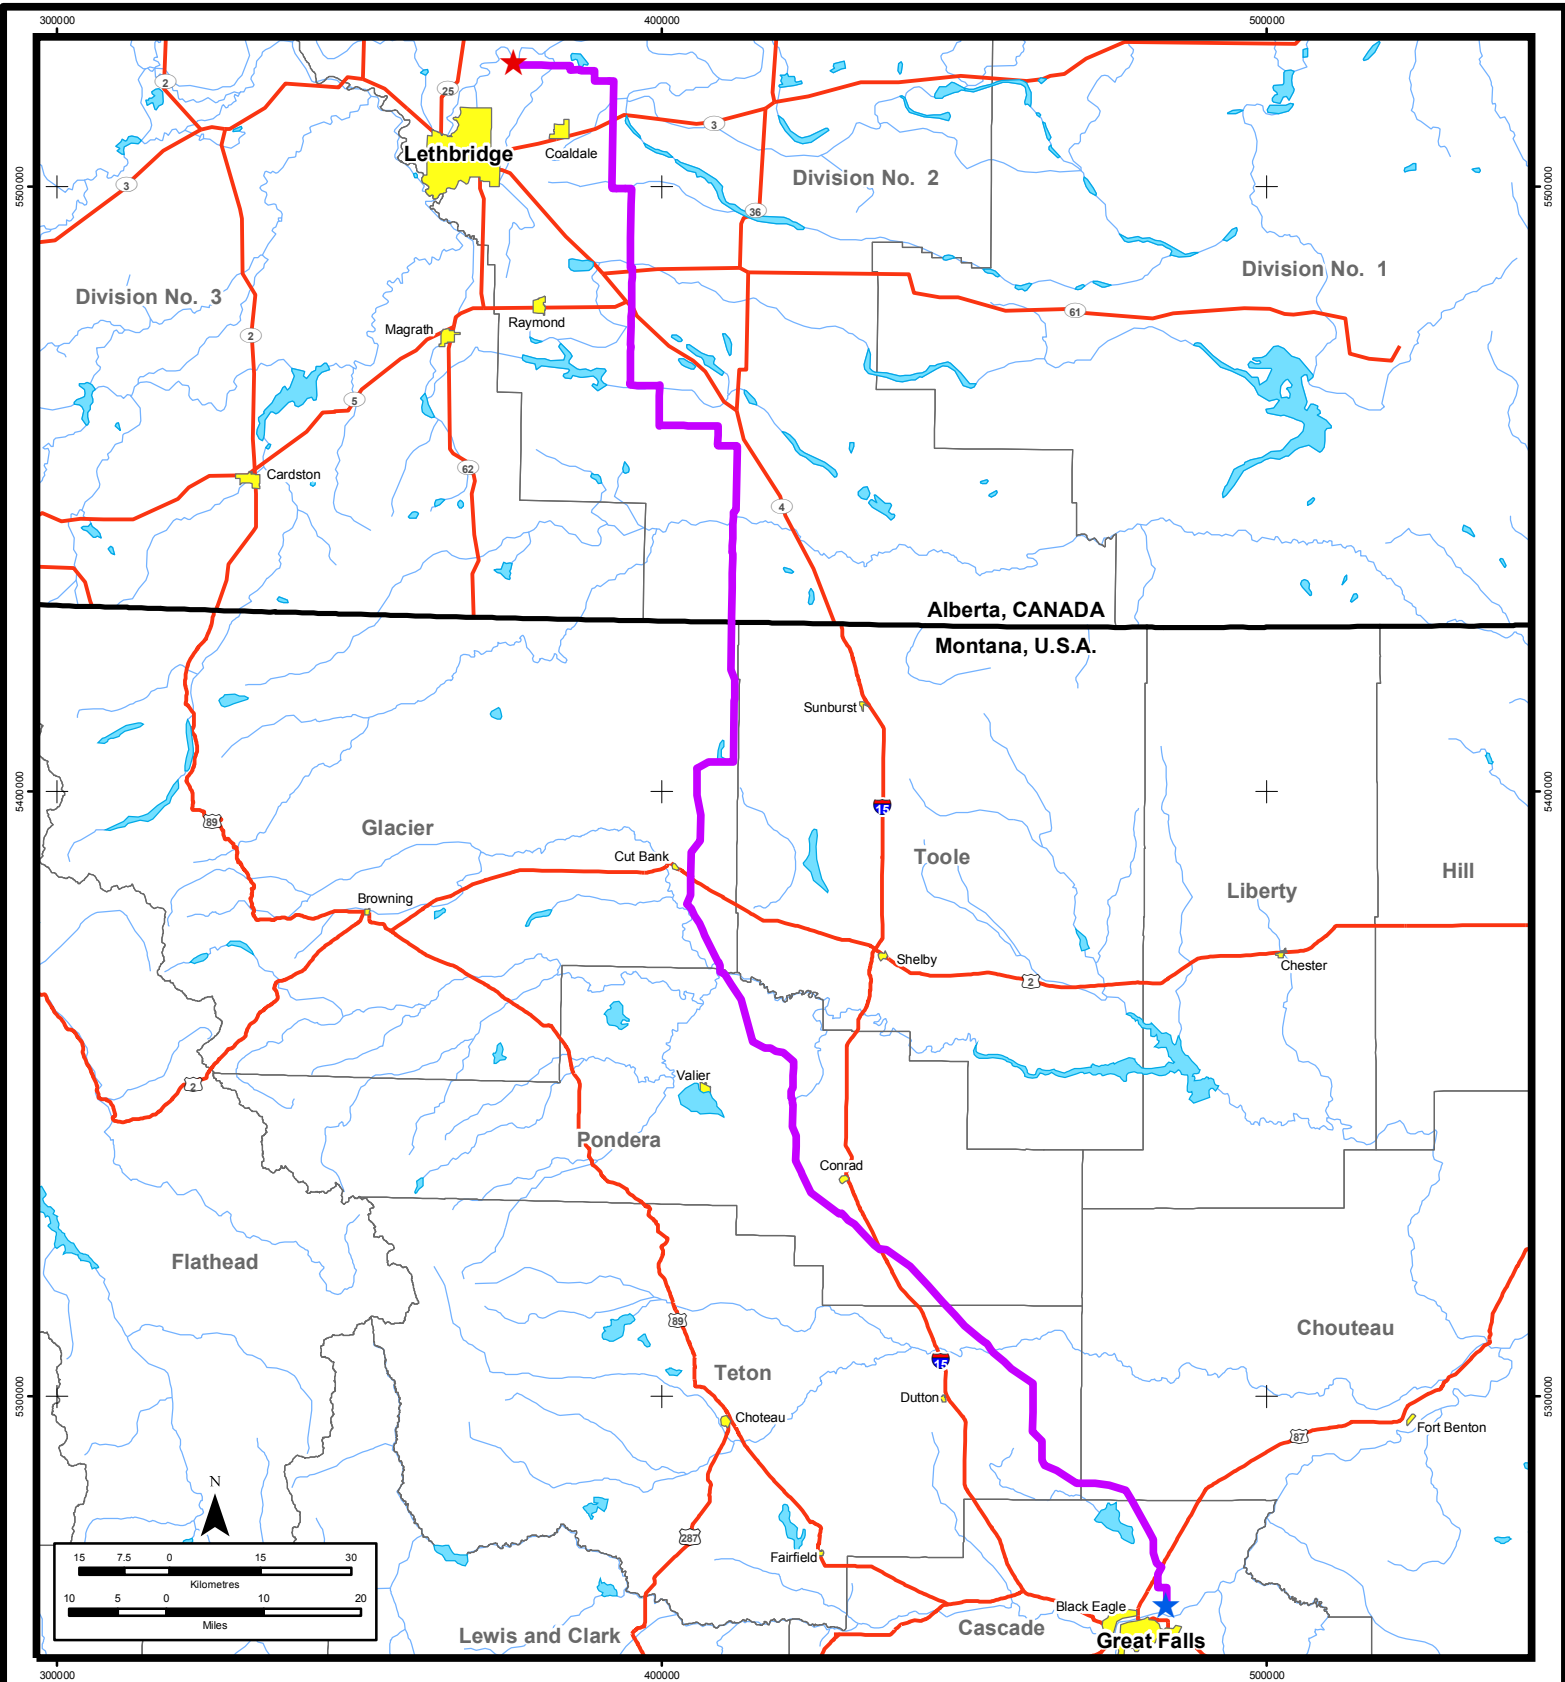 300000
400000
500000
2
25
3
Lethbridge
Coaldale
Division No. 2
5500000
5500000
3
36
Division No. 1
Division No. 3
61
Raymond
Magrath
2
5
62
Cardston
4
Alberta, CANADA
Montana, U.S.A.
Sunburst
5400000
5400000
15
89
Glacier
Cut Bank
Toole
Hill
Liberty
Browning
Shelby
Chester
2
Valier
2
Pondera
Conrad
Flathead
89
Chouteau
15
Teton
Dutton
5300000
5300000
Choteau
Fort Benton
87
N
287
Fairfield
15 7.5 0 15 30
Kilometres
10 5 0 10 20
Miles
Black Eagle
Cascade
Lewis and Clark
Great Falls
300000
400000
500000